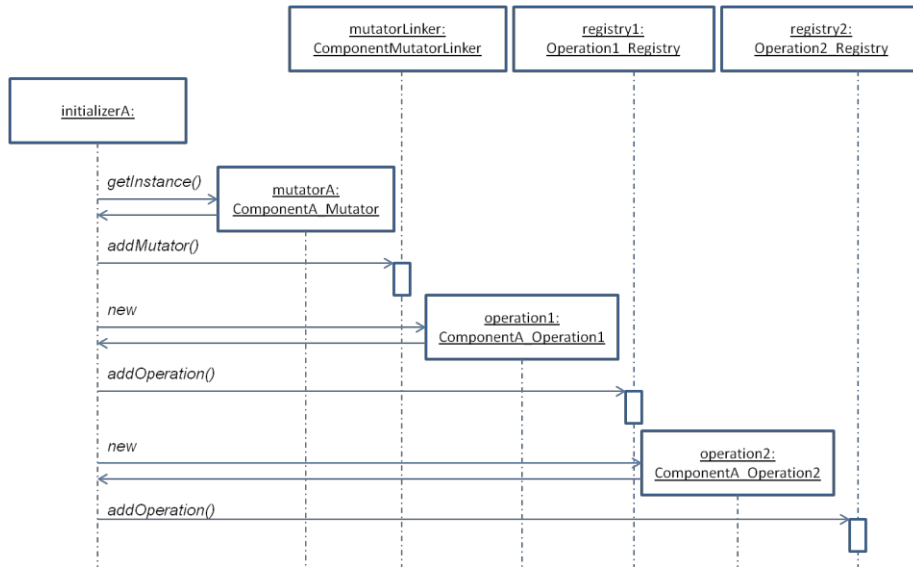 mutatorLinker:
ComponentMutatorLinker
registry1:
Operation1_Registry
registry2:
Operation2_Registry
initializerA:
getInstance()
mutatorA:
ComponentA_Mutator
addMutator()
new
operation1:
ComponentA_Operation1
addOperation()
new
operation2:
ComponentA_Operation2
addOperation()